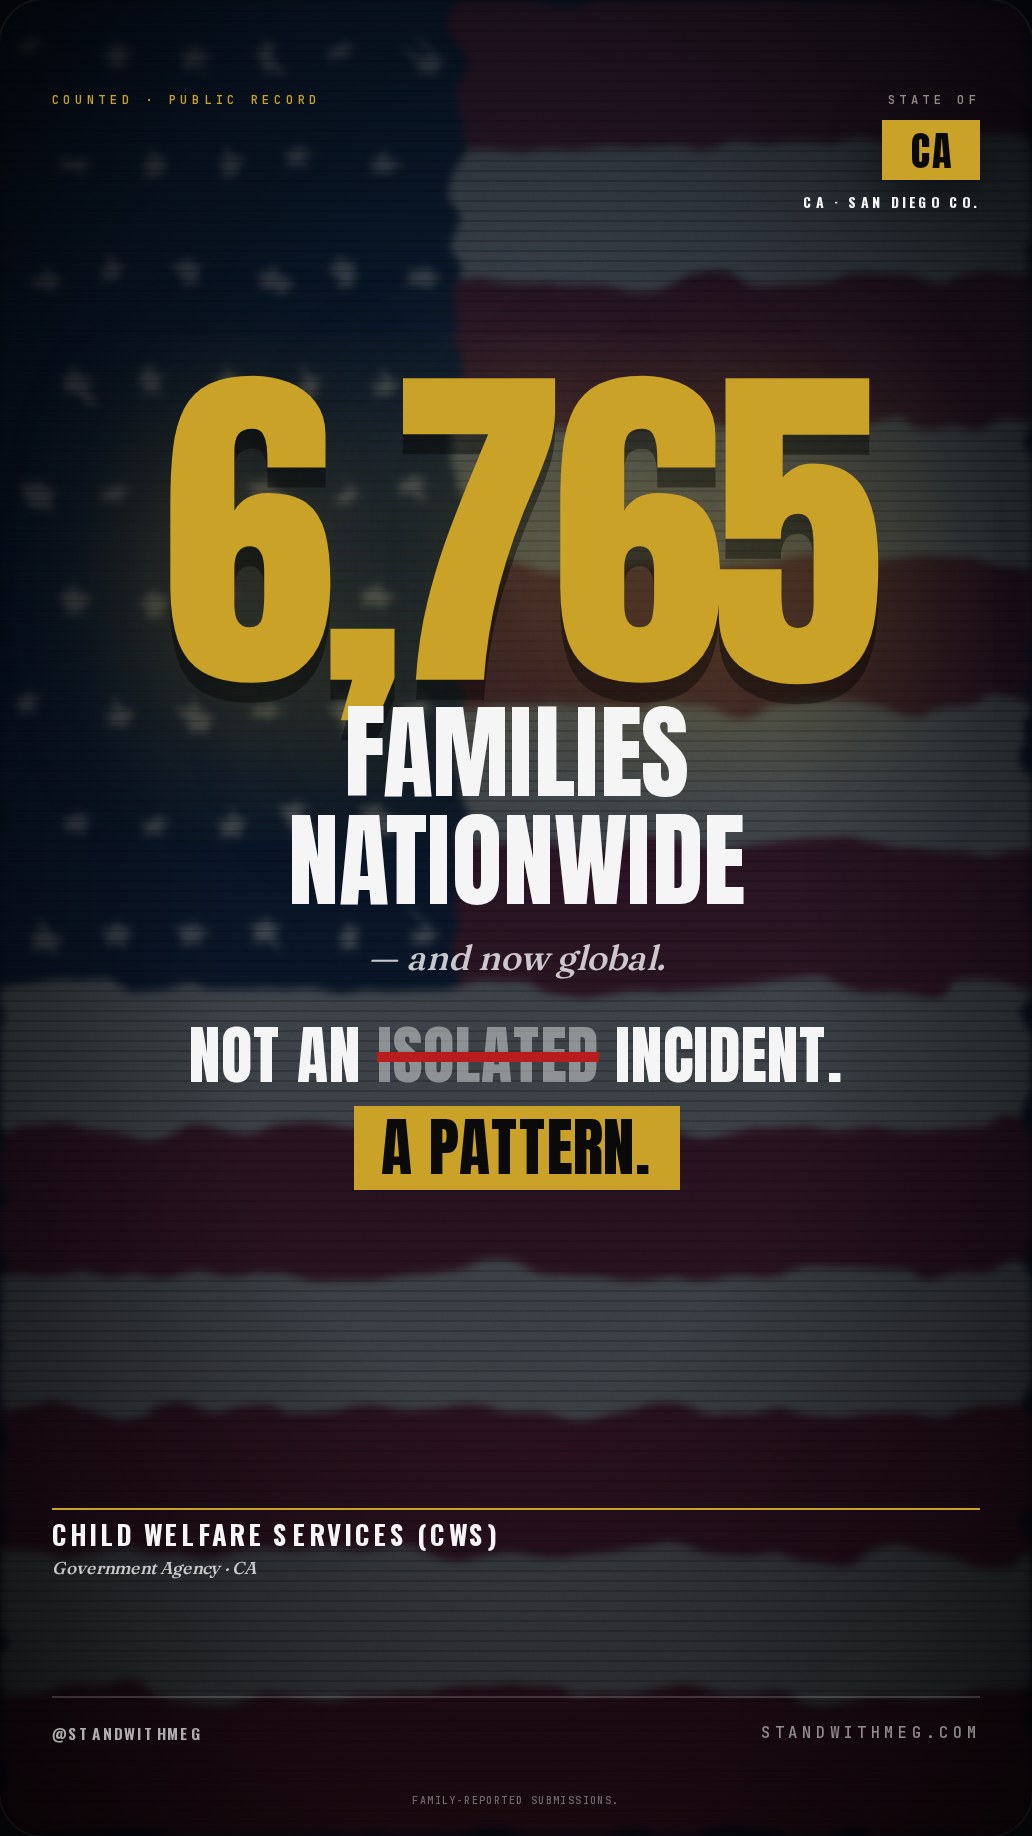 COUNTED · PUBLIC RECORD
STATE OF
CA
CA · SAN DIEGO CO.
6,765
FAMILIES
NATIONWIDE
— and now global.
NOT AN ISOLATED INCIDENT.
A PATTERN.
CHILD WELFARE SERVICES (CWS)
Government Agency · CA
@STANDWITHMEG
STANDWITHMEG.COM
FAMILY-REPORTED SUBMISSIONS.